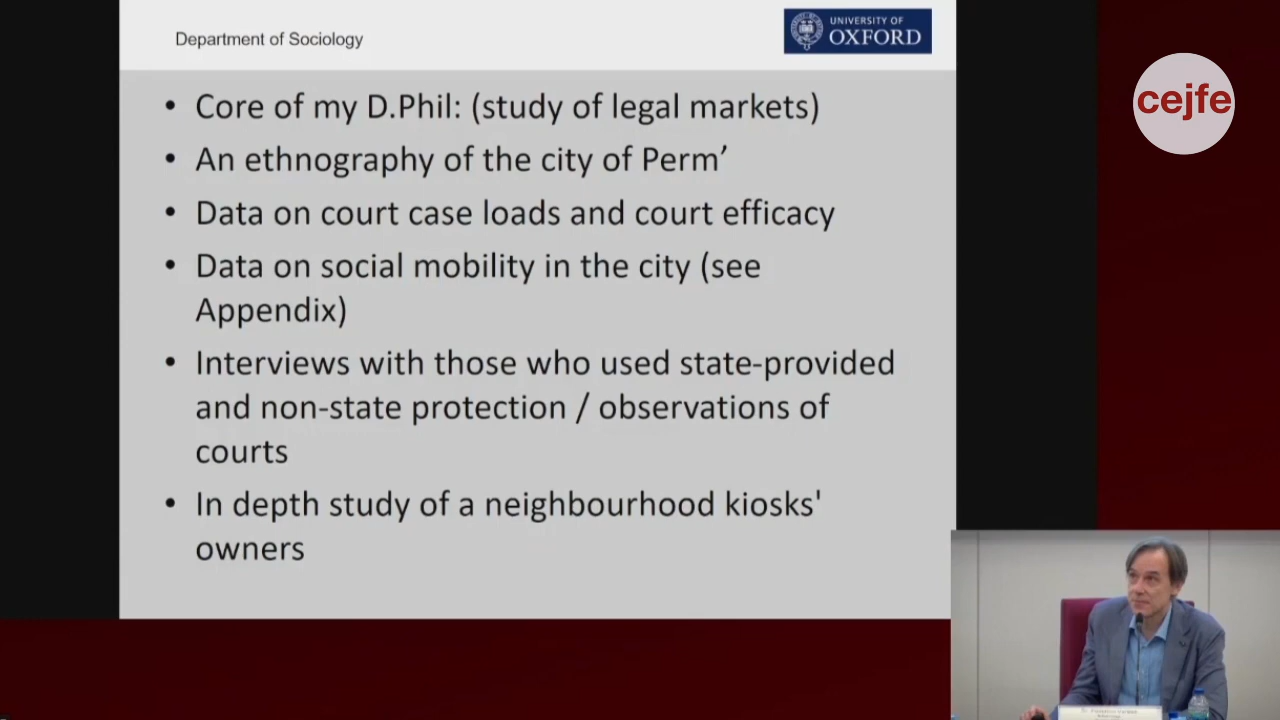 Department of Sociology
UNIVERSITY OF
OXFORD
cejfe
• Core of my D.Phil: (study of legal markets)
• An ethnography of the city of Perm’
• Data on court case loads and court efficacy
• Data on social mobility in the city (see
Appendix)
• Interviews with those who used state-provided
and non-state protection / observations of
courts
• In depth study of a neighbourhood kiosks'
owners